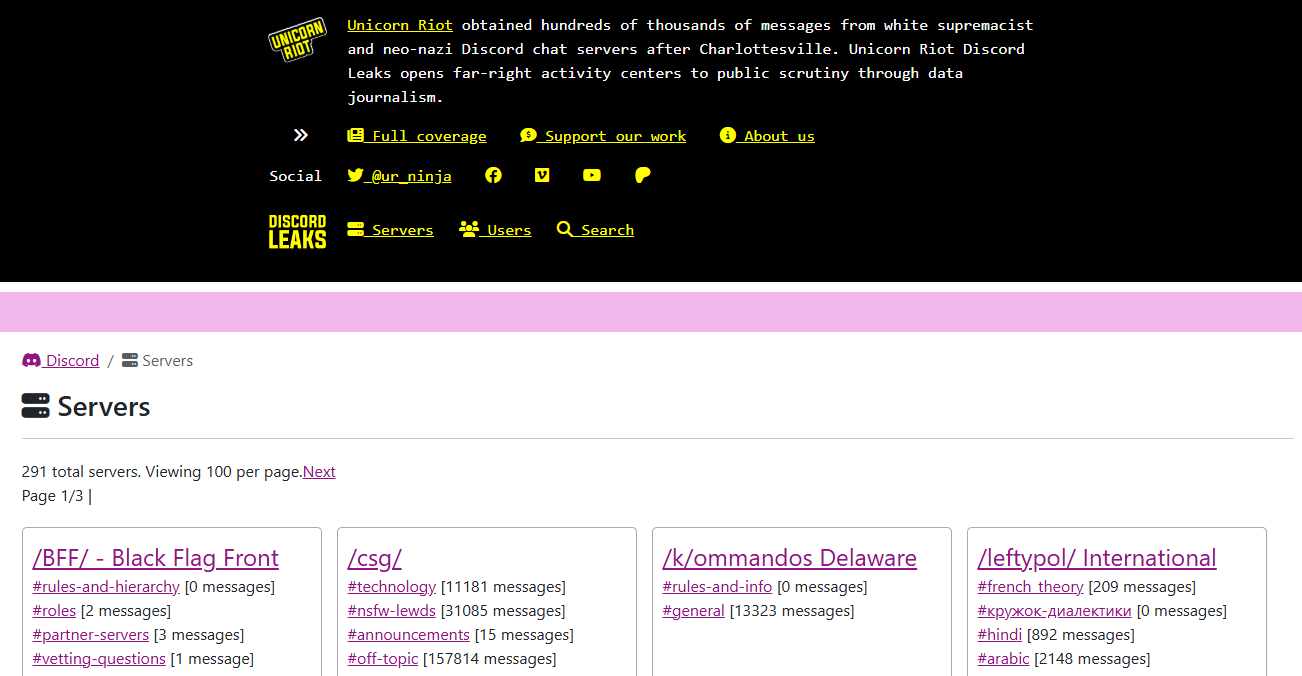 UNICORN RIOT
Unicorn Riot obtained hundreds of thousands of messages from white supremacist
and neo-nazi Discord chat servers after Charlottesville. Unicorn Riot Discord
Leaks opens far-right activity centers to public scrutiny through data
journalism.
» Full coverage Support our work About us
Social @ur_ninja
DISCORD LEAKS Servers Users Search
Discord / Servers
Servers
291 total servers. Viewing 100 per page.Next
Page 1/3 |
/BFF/ - Black Flag Front
#rules-and-hierarchy [0 messages]
#roles [2 messages]
#partner-servers [3 messages]
#vetting-questions [1 message]
/csg/
#technology [11181 messages]
#nsfw-lewds [31085 messages]
#announcements [15 messages]
#off-topic [157814 messages]
/k/ommandos Delaware
#rules-and-info [0 messages]
#general [13323 messages]
/leftypol/ International
#french_theory [209 messages]
#кружок-диалектики [0 messages]
#hindi [892 messages]
#arabic [2148 messages]